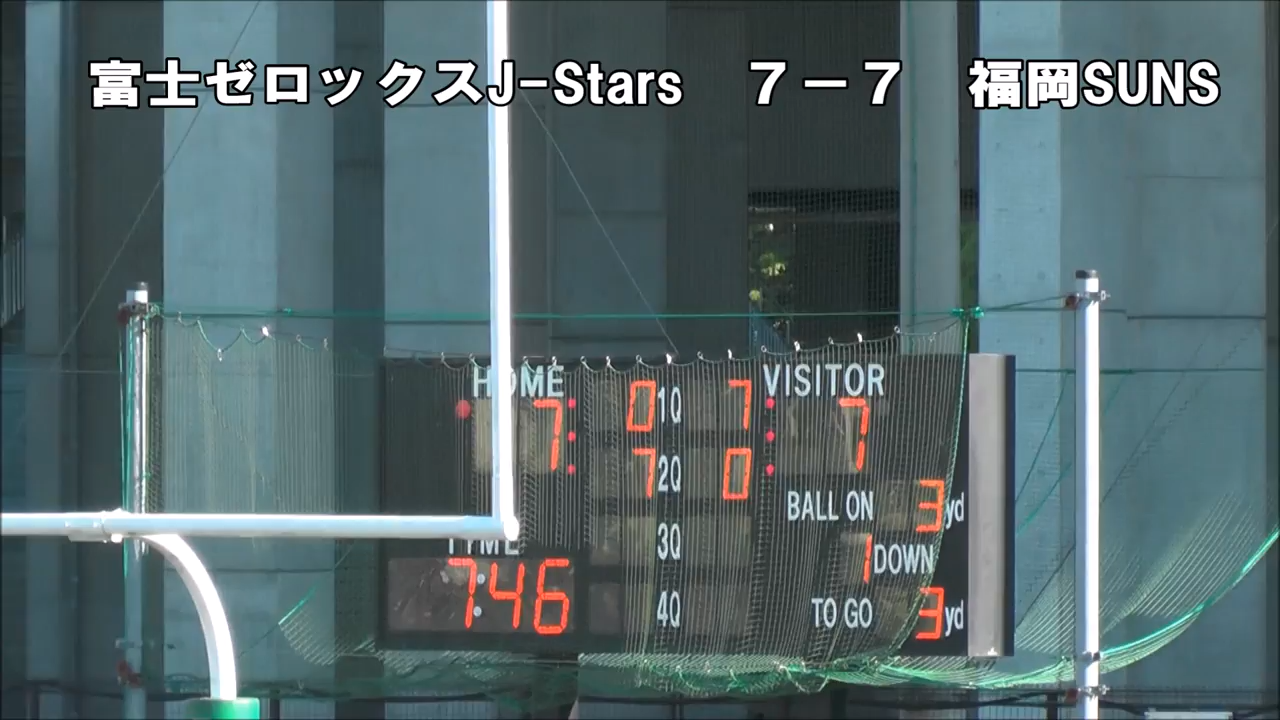 富士ゼロックスJ-Stars　７－７　福岡SUNS
HOME VISITOR
7 0 1Q 7 7
7 2Q 0
BALL ON 3 yd
3Q
1 DOWN
TIME
7:46
4Q
TO GO 3 yd